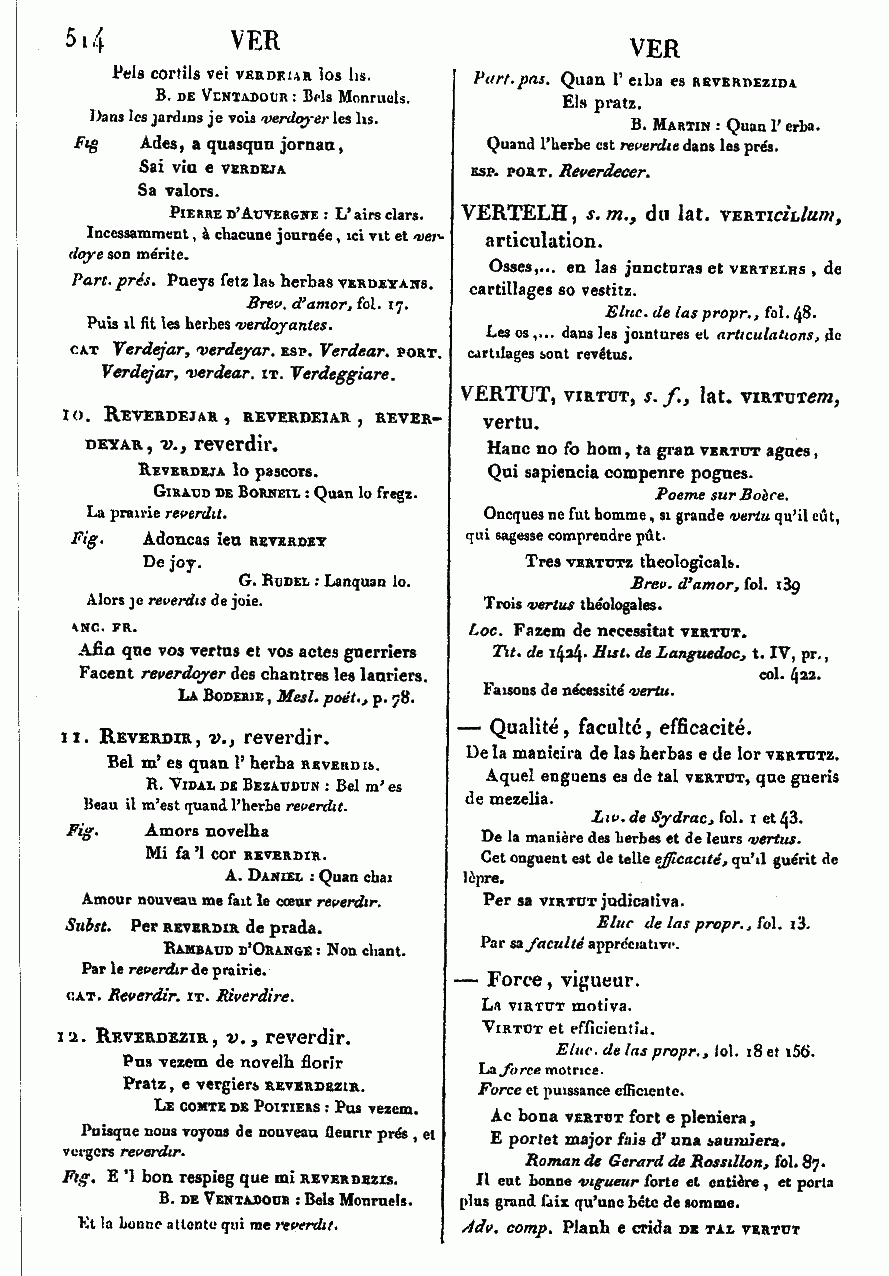 514 VER
Pels cortils vei VERDEIAR los lis.
B. DE VENTADOUR : Bels Monruels.
Dans les jardins je vois verdoyer les lis.
Fig Ades, a quasqun jornau,
Sai viu e VERDEJA
Sa valors.
PIERRE D'AUVERGNE : L'airs clars.
Incessamment, à chacune journée, ici vit et ver-
doye son mérite.
Part. prés. Pueys fetz las herbas VERDEYANS.
Brev. d'amor, fol. 17.
Puis il fit les herbes verdoyantes.
CAT Verdejar, verdeyar. ESP. Verdear. PORT.
Verdejar, verdear. IT. Verdeggiare.
10. REVERDEJAR, REVERDEIAR, REVER-
DEYAR, v., reverdir.
REVERDEJA lo pascors.
GIRAUD DE BORNEIL : Quan lo fregz.
La prairie reverdit.
Fig. Adoncas ieu REVERDEY
De joy.
G. RUDEL : Lanquan lo.
Alors je reverdis de joie.
ANC. FR.
Afin que vos vertus et vos actes guerriers
Facent reverdoyer des chantres les lauriers.
LA BODERIE, Mesl. poét., p. 78.
11. REVERDIR, v., reverdir.
Bel m' es quan l' herba REVERDIS.
R. VIDAL DE BEZAUDUN : Bel m' es
Beau il m'est quand l'herbe reverdit.
Fig. Amors novelha
Mi fa 'l cor REVERDIR.
A. DANIEL : Quan chai
Amour nouveau me fait le cœur reverdir.
Subst. Per REVERDIR de prada.
RAMBAUD D'ORANGE : Non chant.
Par le reverdir de prairie.
CAT. Reverdir. IT. Riverdire.
12. REVERDEZIR, v., reverdir.
Pus vezem de novelh florir
Pratz, e vergiers REVERDEZIR.
LE COMTE DE POITIERS : Pus vezem.
Puisque nous voyons de nouveau fleurir prés, et
vergers reverdir.
Fig. E 'l bon respieg que mi REVERDEZIS.
B. DE VENTADOUR : Bels Monruels.
Et la bonne attente qui me reverdit.
VER
Part. pas. Quan l' erba es REVERDEZIDA
Els pratz.
B. MARTIN : Quan l' erba.
Quand l'herbe est reverdie dans les prés.
ESP. PORT. Reverdecer.
VERTELH, s. m., du lat. VERTICILlum,
articulation.
Osses,... en las juncturas et VERTELHS, de
cartillages so vestitz.
Eluc. de las propr., fol. 48.
Les os,... dans les jointures et articulations, de
cartilages sont revêtus.
VERTUT, VIRTUT, s. f., lat. VIRTUTem,
vertu.
Hanc no fo hom, ta gran VERTUT agues,
Qui sapiencia compenre pogues.
Poeme sur Boèce.
Oncques ne fut homme, si grande vertu qu'il eût,
qui sagesse comprendre pût.
Tres VERTUTZ theologicals.
Brev. d'amor, fol. 139
Trois vertus théologales.
Loc. Fazem de necessitat VERTUT.
Tit. de 1424. Hist. de Languedoc, t. IV, pr.,
col. 422.
Faisons de nécessité vertu.
— Qualité, faculté, efficacité.
De la manieira de las herbas e de lor VERTUTZ.
Aquel enguens es de tal VERTUT, que gueris
de mezelia.
Liv. de Sydrac, fol. 1 et 43.
De la manière des herbes et de leurs vertus.
Cet onguent est de telle efficacité, qu'il guérit de
lèpre.
Per sa VIRTUT judicativa.
Eluc de las propr., fol. 13.
Par sa faculté appréciative.
— Force, vigueur.
La VIRTUT motiva.
VIRTUT et efficientia.
Eluc. de las propr., fol. 18 et 156.
La force motrice.
Force et puissance efficiente.
Ac bona VERTUT fort e pleniera,
E portet major fais d' una saumiera.
Roman de Gerard de Rossillon, fol. 87.
Il eut bonne vigueur forte et entière, et porta
plus grand faix qu'une bête de somme.
Adv. comp. Planh e crida DE TAL VERTUT